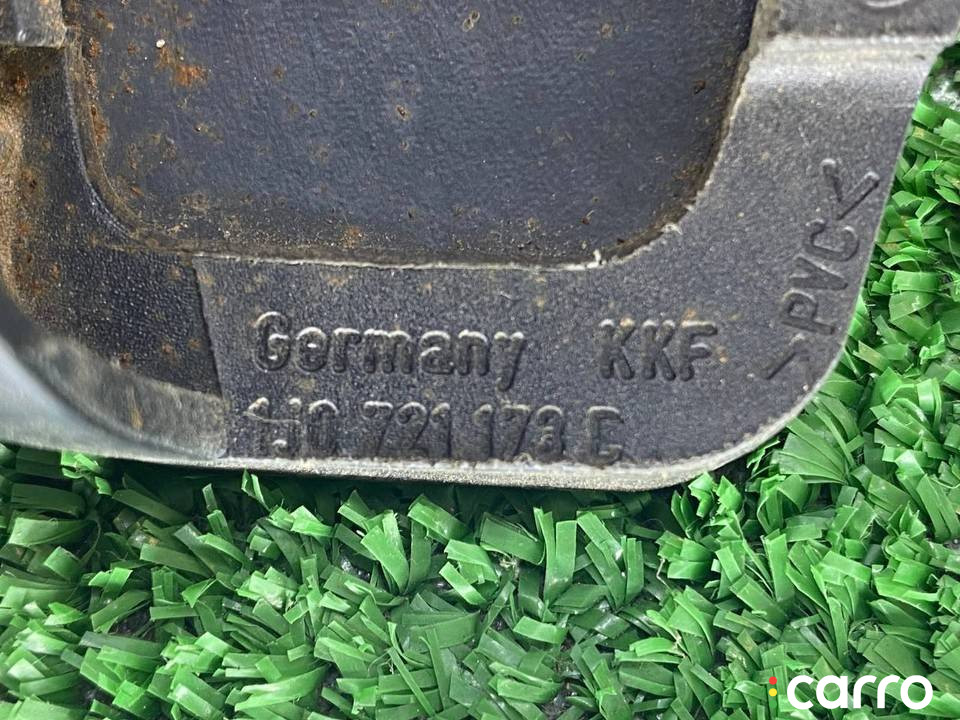 >PVC<
Germany KKF
1J0 721 173 C
carro